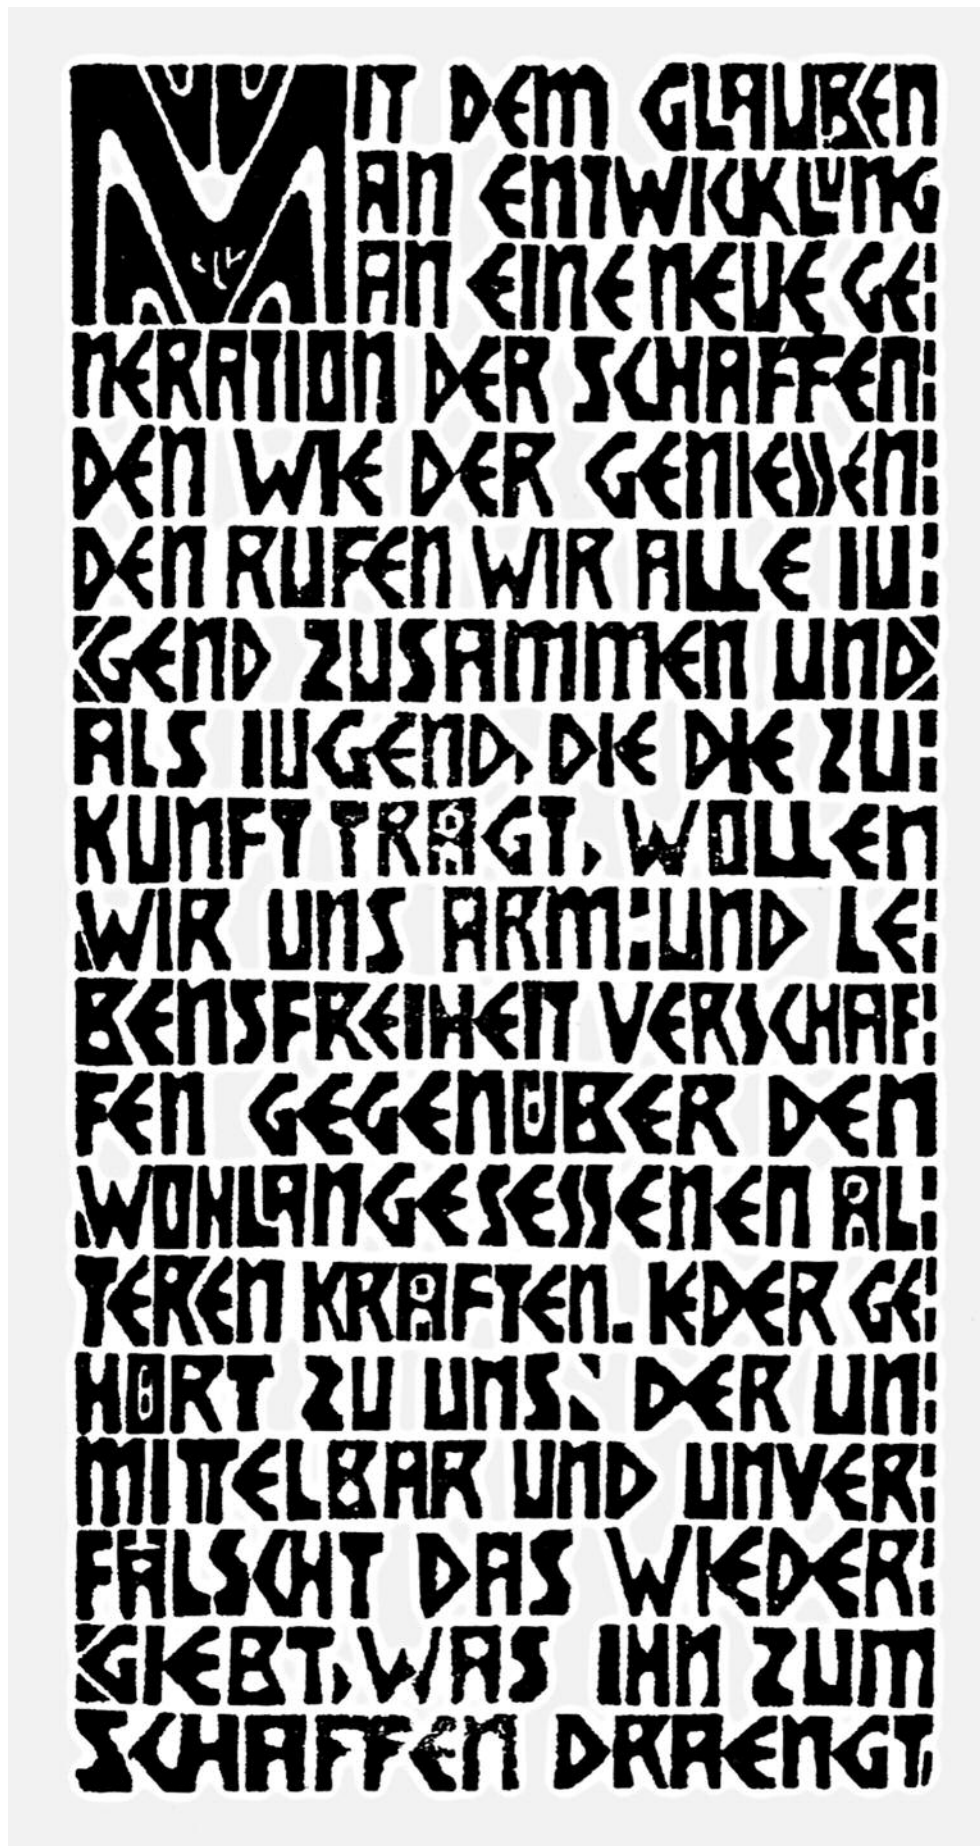 MIT DEM GLAUBEN
AN ENTWICKLUNG
AN EINE NEUE GE:
NERATION DER SCHAFFEN:
DEN WIE DER GENIESSEN:
DEN RUFEN WIR ALLE IU:
GEND ZUSAMMEN UND
ALS IUGEND, DIE DIE ZU:
KUNFT TRÄGT, WOLLEN
WIR UNS ARM:UND LE:
BENSFREIHEIT VERSCHAF:
FEN GEGENÜBER DEN
WOHLANGESESSENEN ÄL:
TEREN KRÄFTEN. IEDER GE:
HÖRT ZU UNS: DER UN:
MITTELBAR UND UNVER:
FÄLSCHT DAS WIEDER:
GIEBT, WAS IHN ZUM
SCHAFFEN DRAENGT,